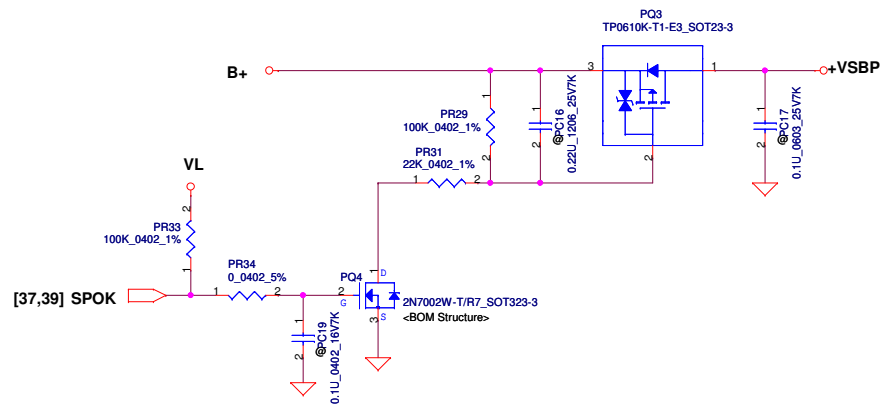 PQ3
TP0610K-T1-E3_SOT23-3
B+
3
1
+VSBP
1
PR29
100K_0402_1%
2
1
2
@PC16
0.22U_1206_25V7K
2
1
2
@PC17
0.1U_0603_25V7K
PR31
22K_0402_1%
1
2
VL
2
PR33
100K_0402_1%
1
PR34
0_0402_5%
[37,39] SPOK
1
2
PQ4
2
G
1
D
S
3
2N7002W-T/R7_SOT323-3
<BOM Structure>
1
2
@PC19
0.1U_0402_16V7K